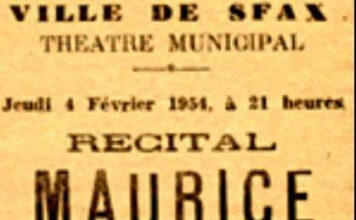 VILLE DE SFAX
THEATRE MUNICIPAL
Jeudi 4 Février 1954, à 21 heures
RECITAL
MAURICE